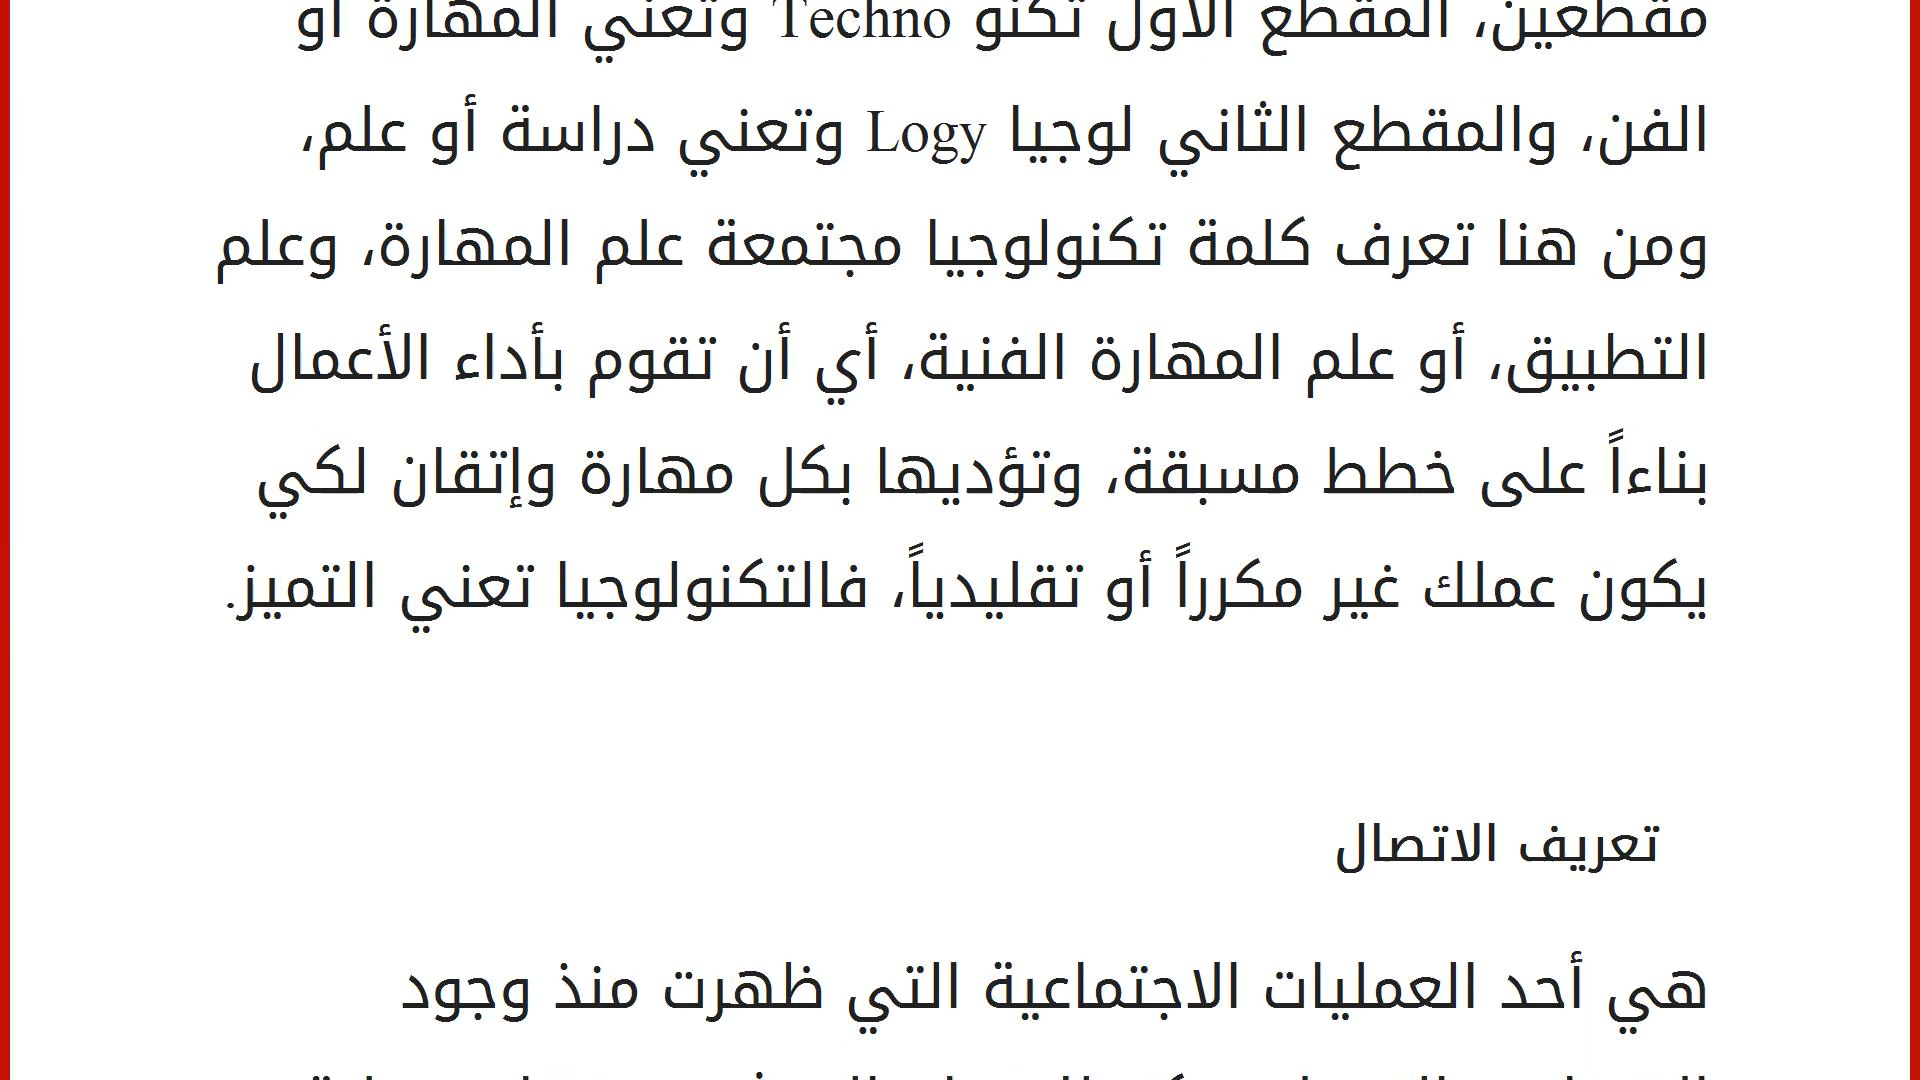 مقطعين، المقطع الأول تكنو Techno وتعني المهارة أو
الفن، والمقطع الثاني لوجيا Logy وتعني دراسة أو علم،
ومن هنا تعرف كلمة تكنولوجيا مجتمعة علم المهارة، وعلم
التطبيق، أو علم المهارة الفنية، أي أن تقوم بأداء الأعمال
بناءاً على خطط مسبقة، وتؤديها بكل مهارة وإتقان لكي
يكون عملك غير مكرراً أو تقليدياً، فالتكنولوجيا تعني التميز.
تعريف الاتصال
هي أحد العمليات الاجتماعية التي ظهرت منذ وجود